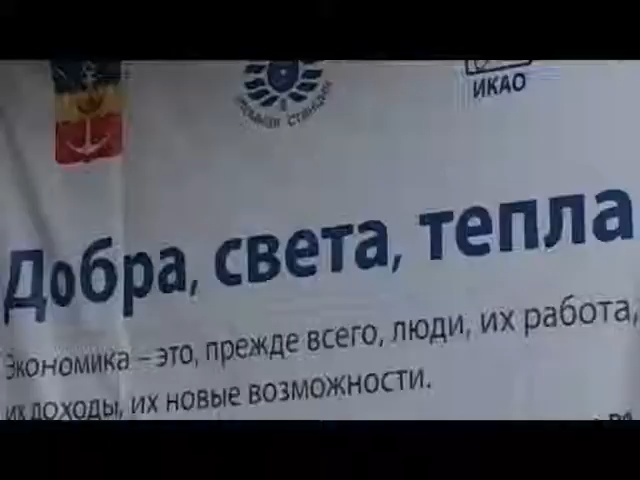 ИКАО
Добра, света, тепла
Экономика – это, прежде всего, люди, их работа,
их доходы, их новые возможности.